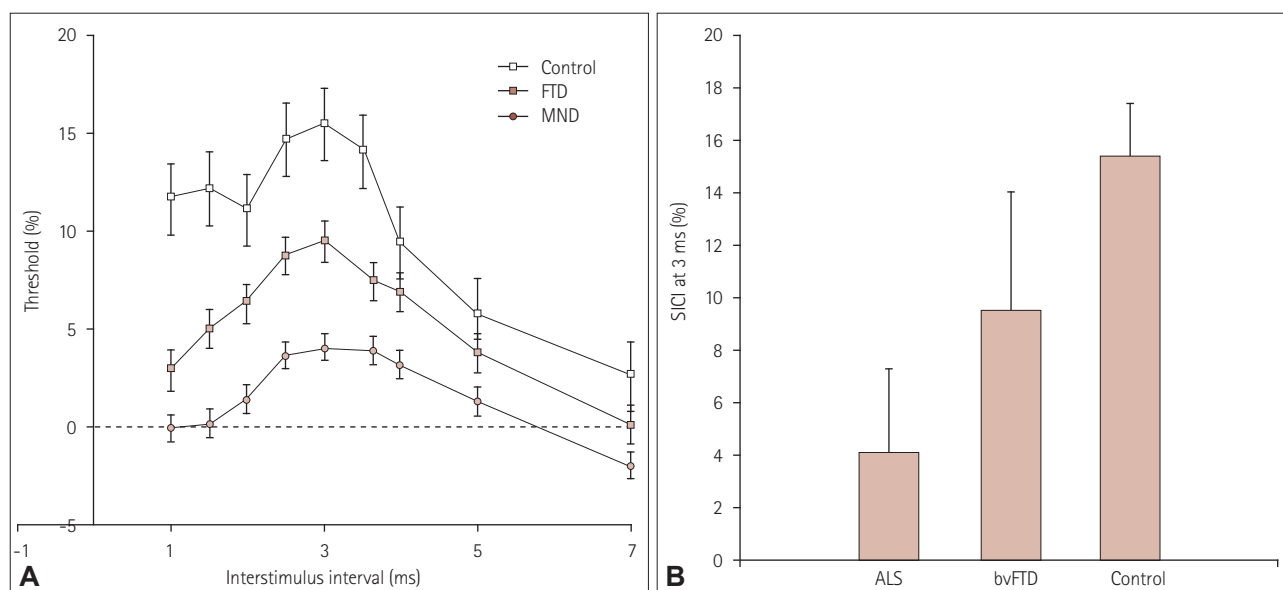 20
15
10
5
0
-5
Threshold (%)
Control
FTD
MND
-1
1
3
5
7
Interstimulus interval (ms)
A
20
18
16
14
12
10
8
6
4
2
0
SICI at 3 ms (%)
ALS
bvFTD
Control
B